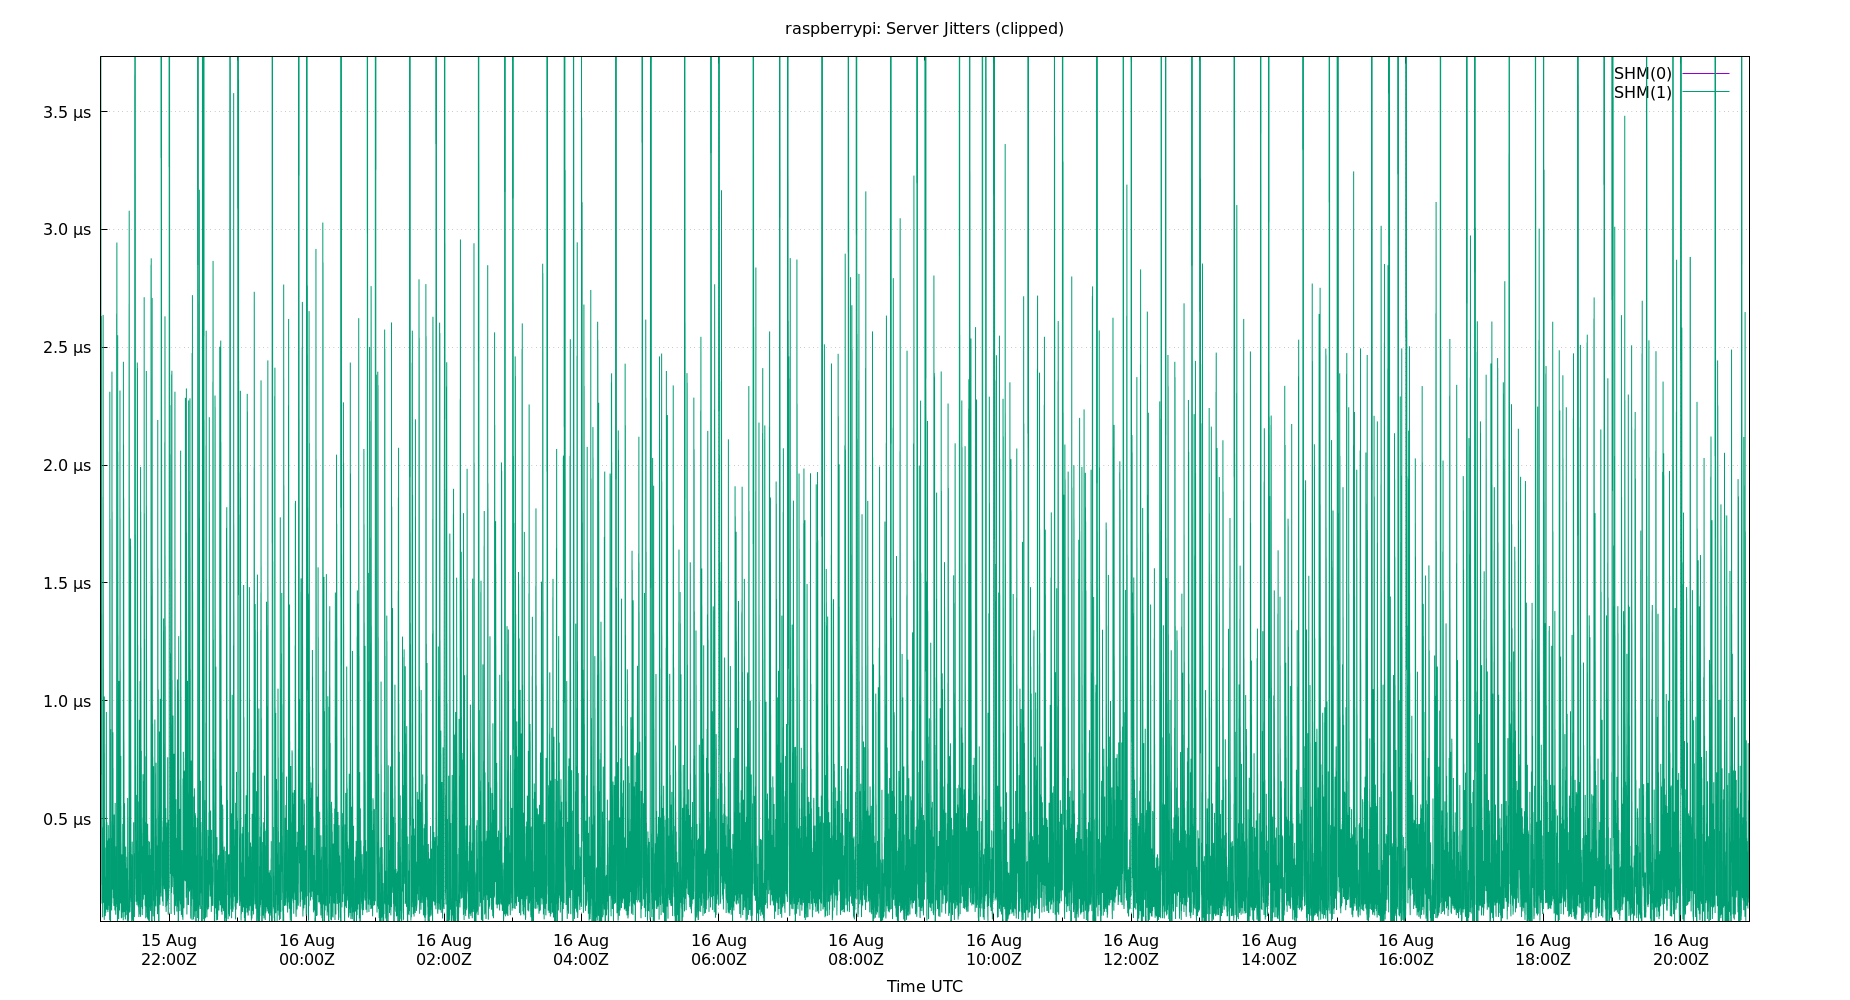 raspberrypi: Server Jitters (clipped)
SHM(0)
SHM(1)
3.5 µs
3.0 µs
2.5 µs
2.0 µs
1.5 µs
1.0 µs
0.5 µs
15 Aug 16 Aug 16 Aug 16 Aug 16 Aug 16 Aug 16 Aug 16 Aug 16 Aug 16 Aug 16 Aug 16 Aug
22:00Z 00:00Z 02:00Z 04:00Z 06:00Z 08:00Z 10:00Z 12:00Z 14:00Z 16:00Z 18:00Z 20:00Z
Time UTC